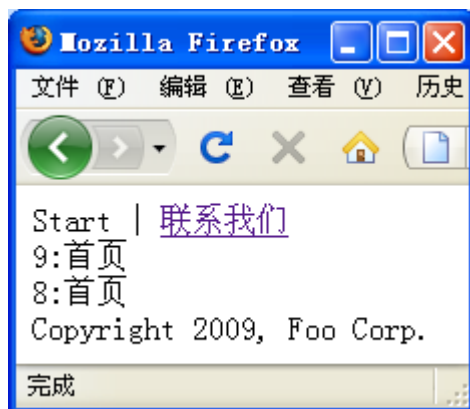 Mozilla Firefox
文件 (F) 编辑 (E) 查看 (V) 历史
Start | 联系我们
9:首页
8:首页
Copyright 2009, Foo Corp.
完成